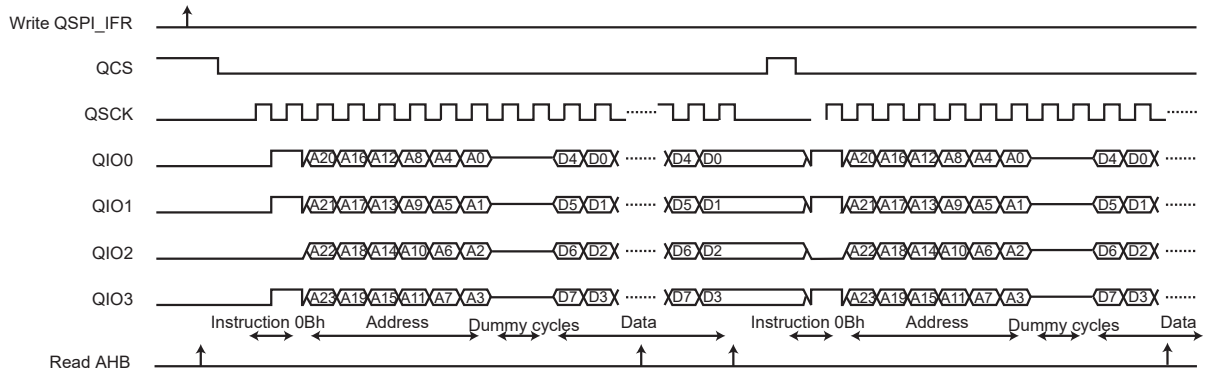 Write QSPI_IFR
QCS
QSCK
QIO0 A20 A16 A12 A8 A4 A0 D4 D0 D4 D0 A20 A16 A12 A8 A4 A0 D4 D0
QIO1 A21 A17 A13 A9 A5 A1 D5 D1 D5 D1 A21 A17 A13 A9 A5 A1 D5 D1
QIO2 A22 A18 A14 A10 A6 A2 D6 D2 D6 D2 A22 A18 A14 A10 A6 A2 D6 D2
QIO3 A23 A19 A15 A11 A7 A3 D7 D3 D7 D3 A23 A19 A15 A11 A7 A3 D7 D3
Instruction 0Bh Address Dummy cycles Data Instruction 0Bh Address Dummy cycles Data
Read AHB